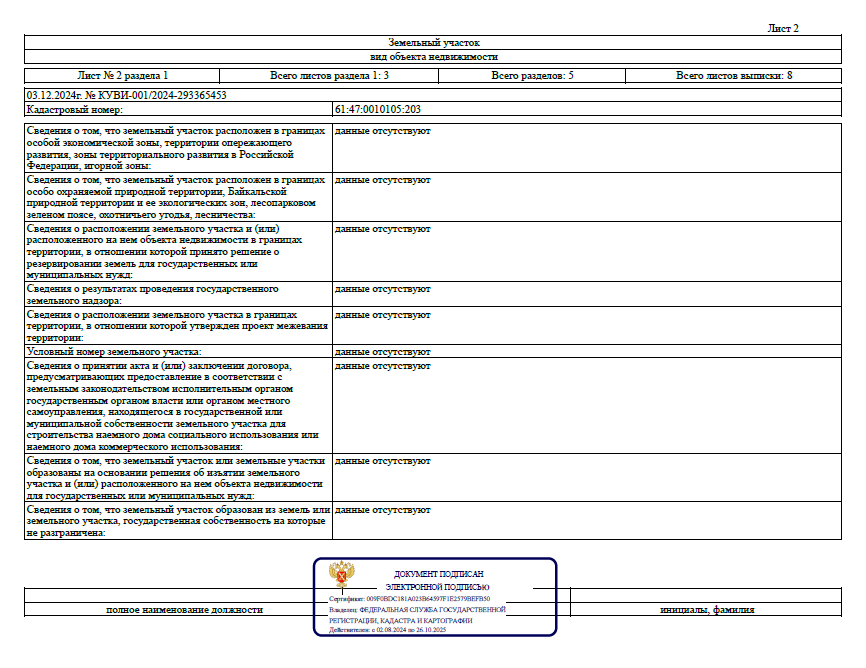 Лист 2
Земельный участок
вид объекта недвижимости
Лист № 2 раздела 1
Всего листов раздела 1: 3
Всего разделов: 5
Всего листов выписки: 8
03.12.2024г. № КУВИ-001/2024-293365453
Кадастровый номер:
61:47:0010105:203
Сведения о том, что земельный участок расположен в границах
особой экономической зоны, территории опережающего
развития, зоны территориального развития в Российской
Федерации, игорной зоны:
данные отсутствуют
Сведения о том, что земельный участок расположен в границах
особо охраняемой природной территории, Байкальской
природной территории и ее экологических зон, лесопарковом
зеленом поясе, охотничьего угодья, лесничества:
данные отсутствуют
Сведения о расположении земельного участка и (или)
расположенного на нем объекта недвижимости в границах
территории, в отношении которой принято решение о
резервировании земель для государственных или
муниципальных нужд:
данные отсутствуют
Сведения о результатах проведения государственного
земельного надзора:
данные отсутствуют
Сведения о расположении земельного участка в границах
территории, в отношении которой утвержден проект межевания
территории:
данные отсутствуют
Условный номер земельного участка:
данные отсутствуют
Сведения о принятии акта и (или) заключении договора,
предусматривающих предоставление в соответствии с
земельным законодательством исполнительным органом
государственным органом власти или органом местного
самоуправления, находящегося в государственной или
муниципальной собственности земельного участка для
строительства наемного дома социального использования или
наемного дома коммерческого использования:
данные отсутствуют
Сведения о том, что земельный участок или земельные участки
образованы на основании решения об изъятии земельного
участка и (или) расположенного на нем объекта недвижимости
для государственных или муниципальных нужд:
данные отсутствуют
Сведения о том, что земельный участок образован из земель или
земельного участка, государственная собственность на которые
не разграничена:
данные отсутствуют
ДОКУМЕНТ ПОДПИСАН
ЭЛЕКТРОННОЙ ПОДПИСЬЮ
Сертификат: 009F0BDC181A023B64597F1E2579BEFB50
Владелец: ФЕДЕРАЛЬНАЯ СЛУЖБА ГОСУДАРСТВЕННОЙ
РЕГИСТРАЦИИ, КАДАСТРА И КАРТОГРАФИИ
Действителен: с 02.08.2024 по 26.10.2025
полное наименование должности
инициалы, фамилия